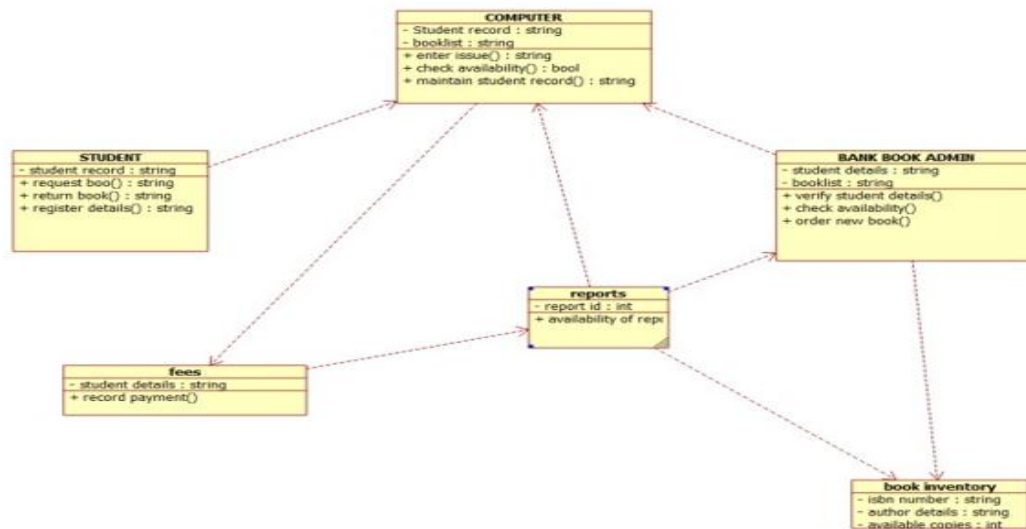 COMPUTER
- Student record : string
- booklist : string
+ enter issue() : string
+ check availability() : bool
+ maintain student record() : string
STUDENT
- student record : string
+ request boo() : string
+ return book() : string
+ register details() : string
BANK BOOK ADMIN
- student details : string
- booklist : string
+ verify student details()
+ check availability()
+ order new book()
reports
- report id : int
+ availability of repo
fees
- student details : string
+ record payment()
book inventory
- isbn number : string
- author details : string
- available copies : int